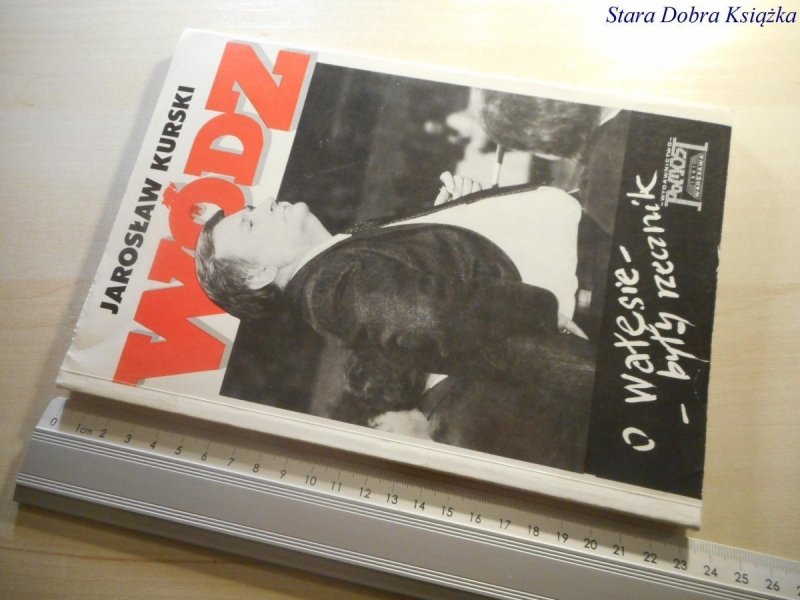 Stara Dobra Książka
JAROSŁAW KURSKI
WÓDZ
WYDAWNICTWO
POMOST
1991
WARSZAWA
o Wałęsie -
- były rzecznik
0 1cm 2 3 4 5 6 7 8 9 10 11 12 13 14 15 16 17 18 19 20 21 22 23 24 25 26